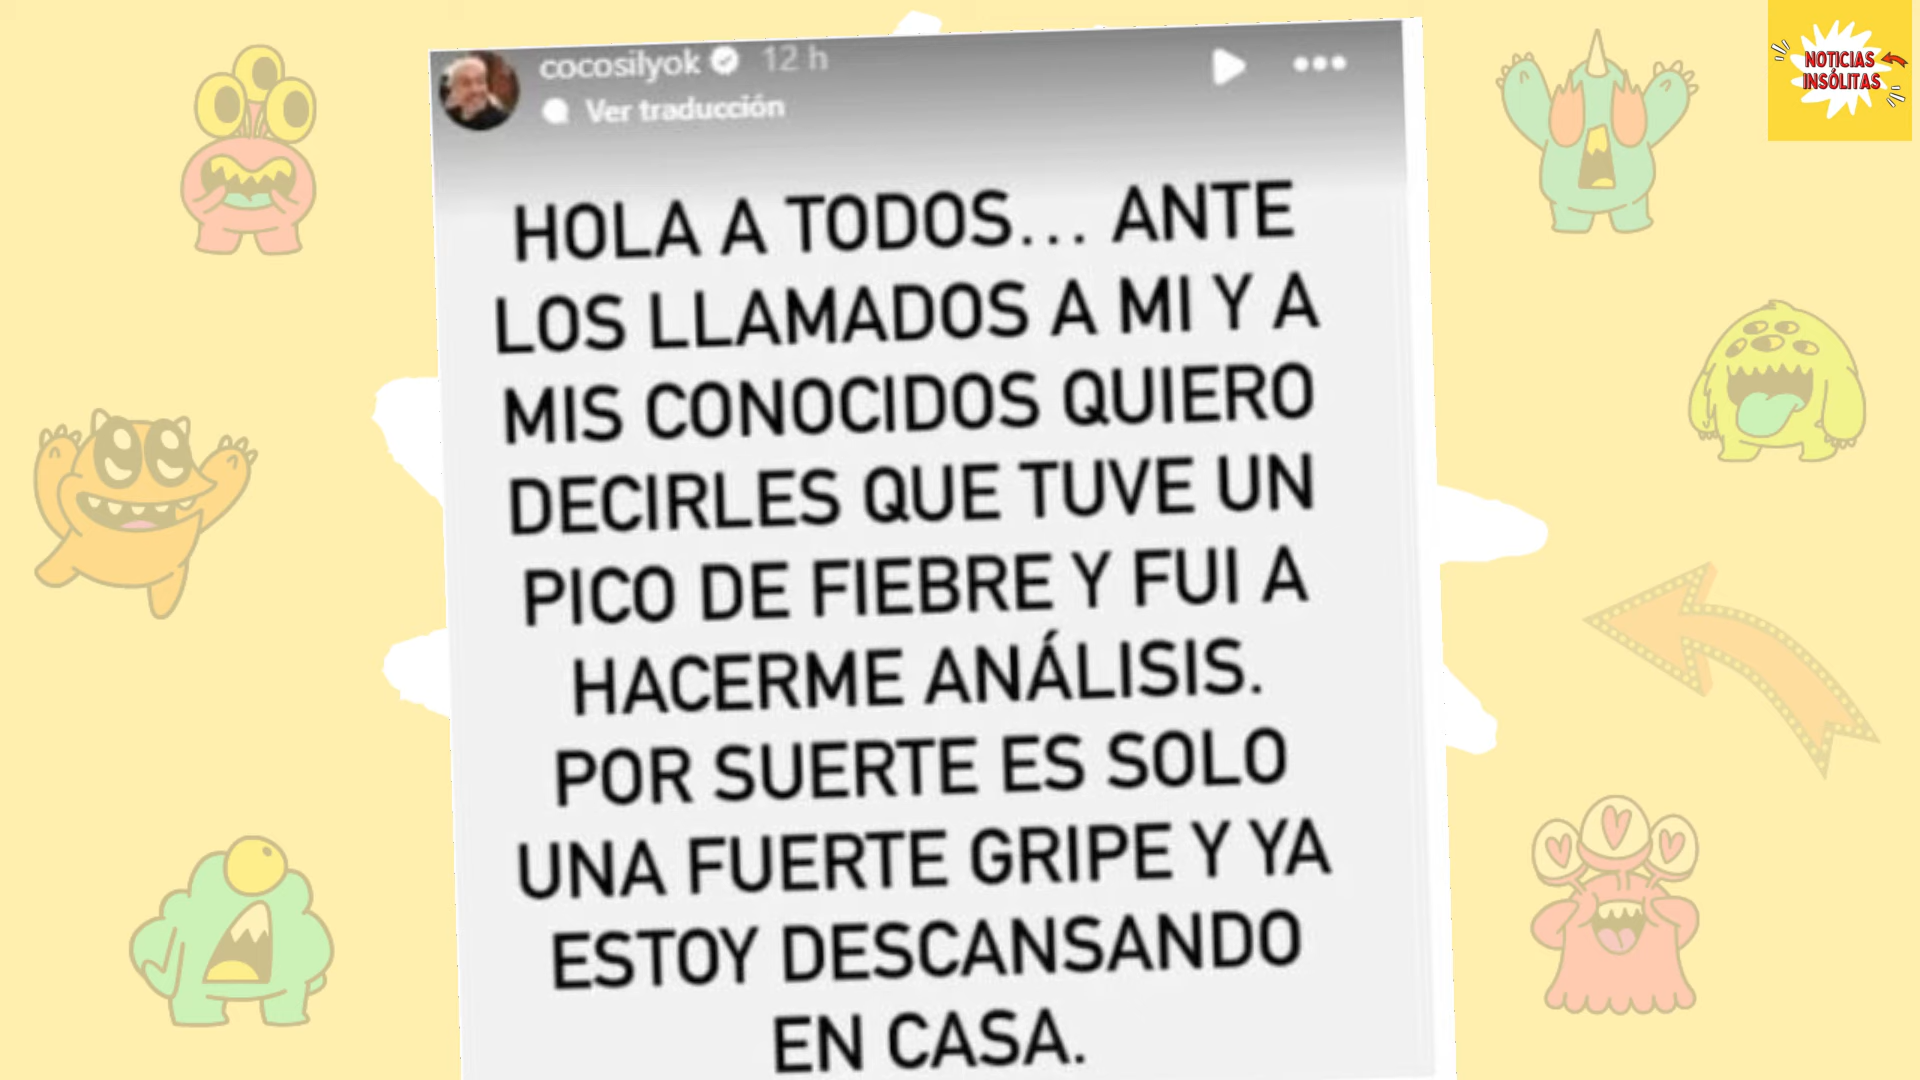 cocosilyok 12 h
Ver traducción
NOTICIAS
INSÓLITAS
HOLA A TODOS... ANTE
LOS LLAMADOS A MI Y A
MIS CONOCIDOS QUIERO
DECIRLES QUE TUVE UN
PICO DE FIEBRE Y FUI A
HACERME ANÁLISIS.
POR SUERTE ES SOLO
UNA FUERTE GRIPE Y YA
ESTOY DESCANSANDO
EN CASA.